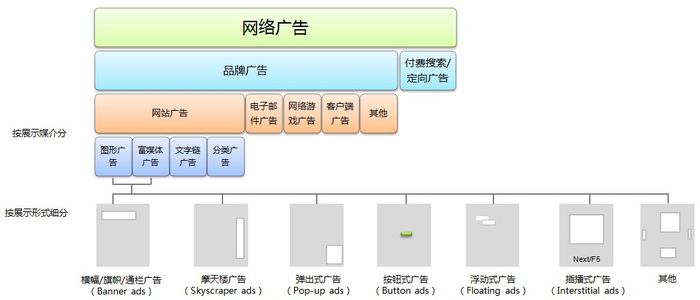 网络广告
品牌广告
付费搜索/
定向广告
网站广告
电子邮
件广告
网络游
戏广告
客户端
广告
其他
按展示媒介分
图形广
告
富媒体
广告
文字链
广告
分类广
告
按展示形式细分
Next/F5
横幅/旗帜/通栏广告
（Banner ads）
摩天楼广告
（Skyscraper ads）
弹出式广告
（Pop-up ads）
按钮式广告
（Button ads）
浮动式广告
（Floating ads）
插播式广告
（Interstitial ads）
其他